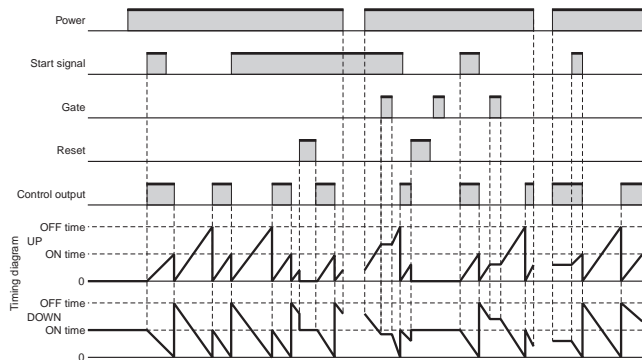 Power
Start signal
Gate
Reset
Control output
Timing diagram
OFF time
UP
ON time
0
OFF time
DOWN
ON time
0